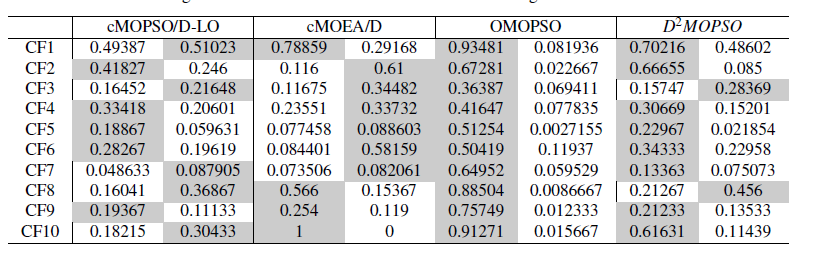 cMOPSO/D-LO cMOEA/D OMOPSO D²MOPSO
CF1 0.49387 0.51023 0.78859 0.29168 0.93481 0.081936 0.70216 0.48602
CF2 0.41827 0.246 0.116 0.61 0.67281 0.022667 0.66655 0.085
CF3 0.16452 0.21648 0.11675 0.34482 0.36387 0.069411 0.15747 0.28369
CF4 0.33418 0.20601 0.23551 0.33732 0.41647 0.077835 0.30669 0.15201
CF5 0.18867 0.059631 0.077458 0.088603 0.51254 0.0027155 0.22967 0.021854
CF6 0.28267 0.19619 0.084401 0.58159 0.50419 0.11937 0.34333 0.22958
CF7 0.048633 0.087905 0.073506 0.082061 0.64952 0.059529 0.13363 0.075073
CF8 0.16041 0.36867 0.566 0.15367 0.88504 0.0086667 0.21267 0.456
CF9 0.19367 0.11133 0.254 0.119 0.75749 0.012333 0.21233 0.13533
CF10 0.18215 0.30433 1 0 0.91271 0.015667 0.61631 0.11439